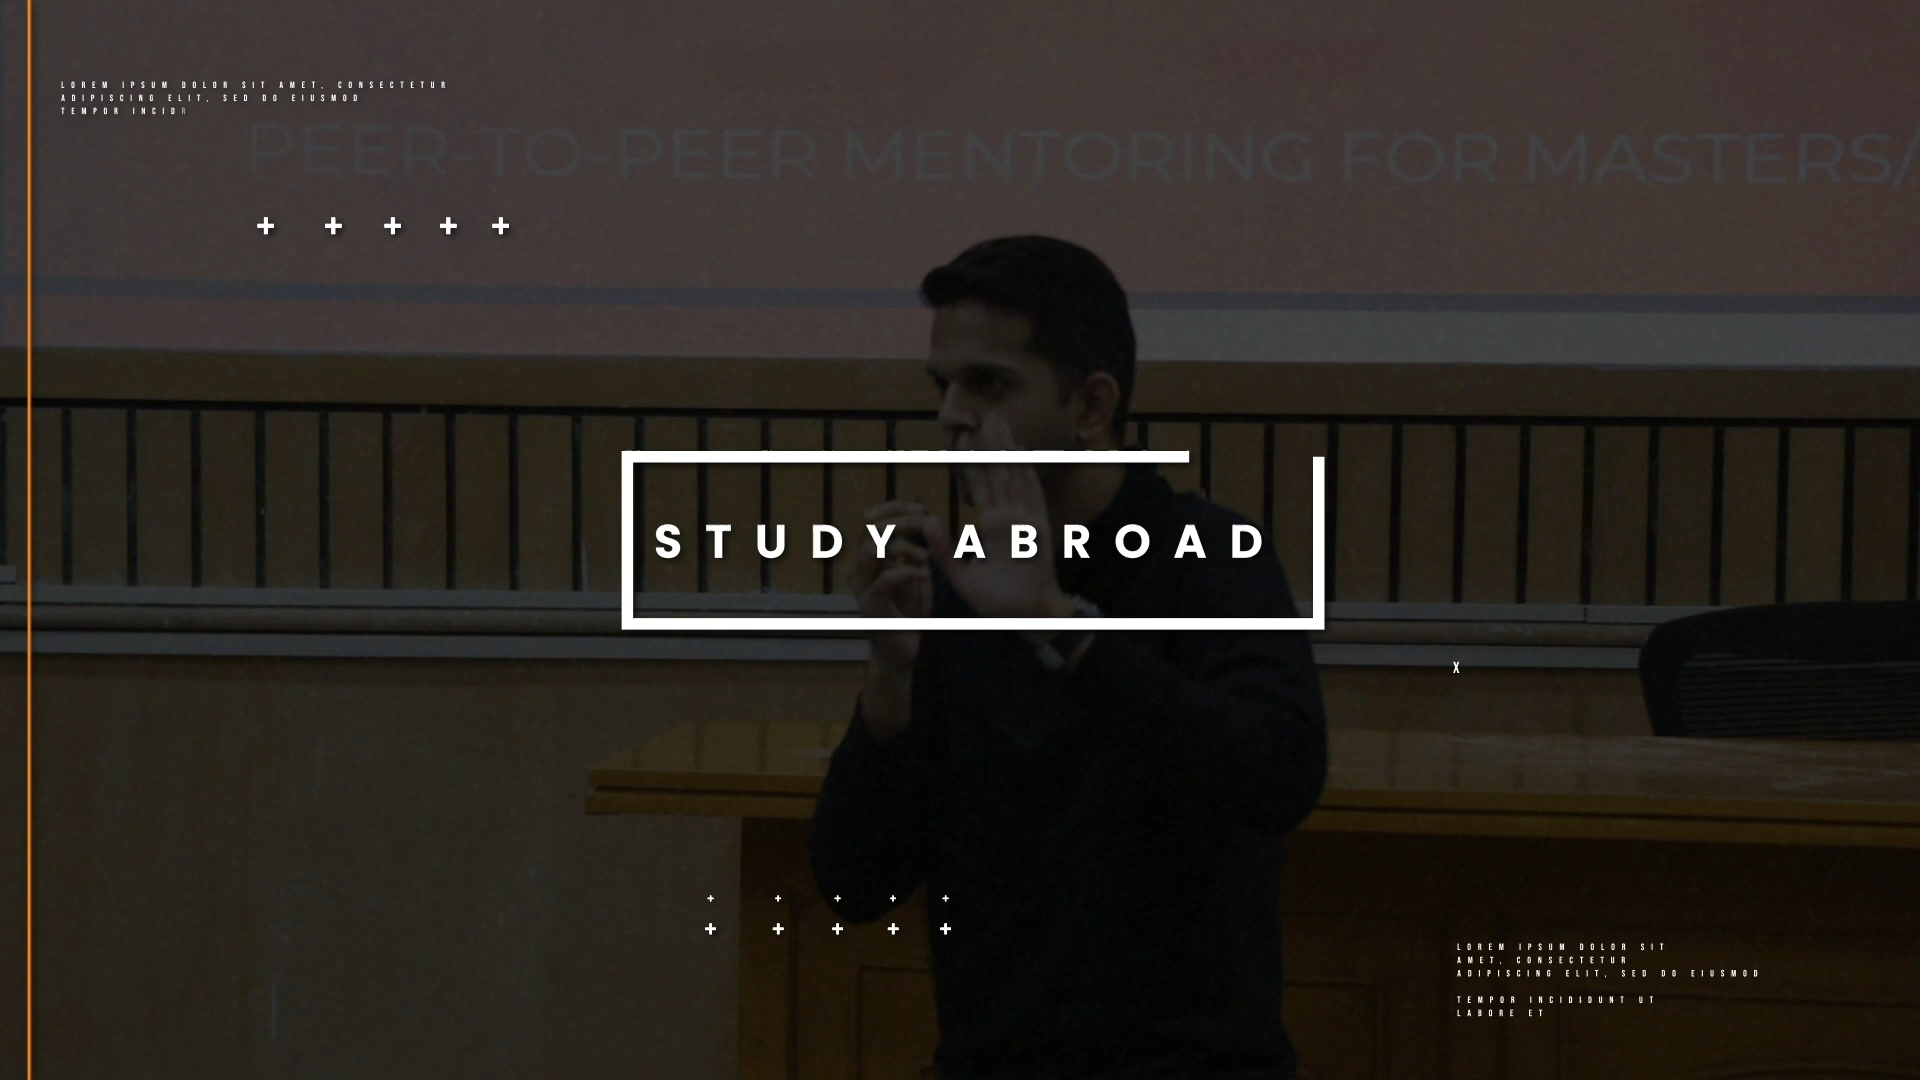 LOREM IPSUM DOLOR SIT AMET, CONSECTETUR
ADIPISCING ELIT, SED DO EIUSMOD
TEMPOR INCIDR
PEER-TO-PEER MENTORING FOR MASTERS/
STUDY ABROAD
X
LOREM IPSUM DOLOR SIT
AMET, CONSECTETUR
ADIPISCING ELIT, SED DO EIUSMOD
TEMPOR INCIDIDUNT UT
LABORE ET